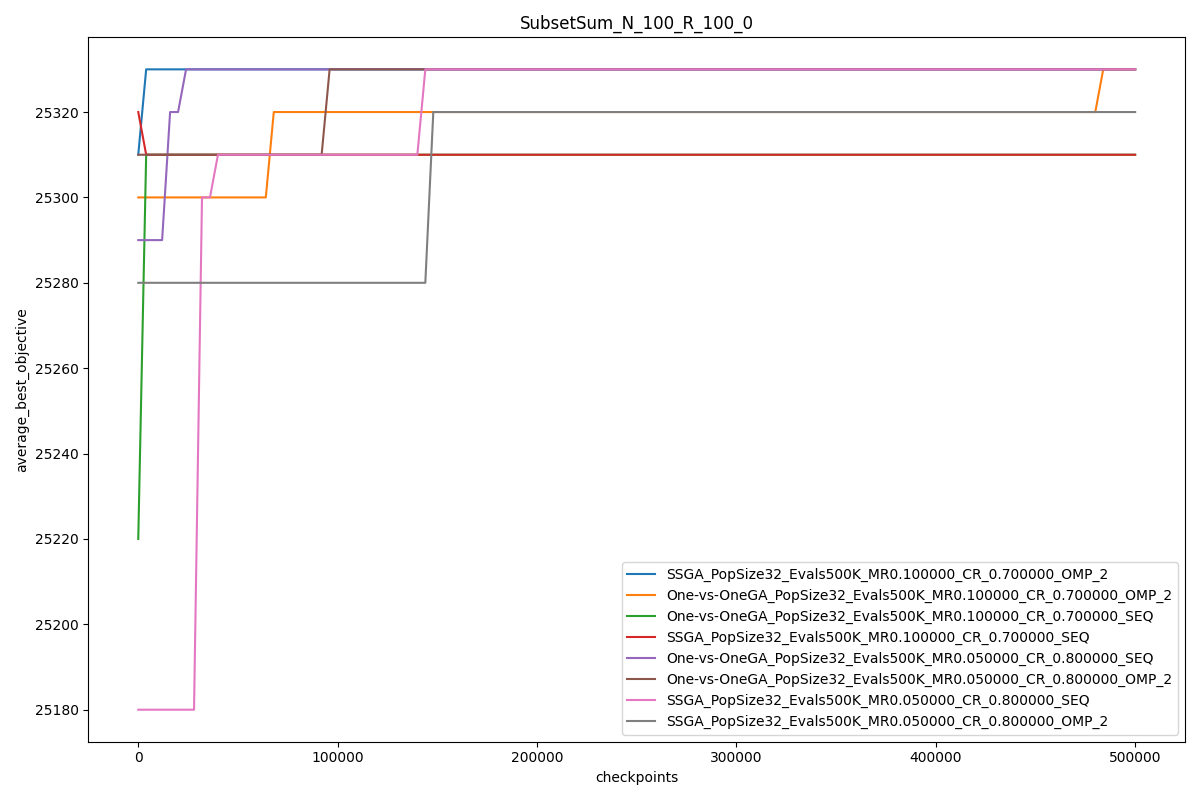 SubsetSum_N_100_R_100_0
average_best_objective
25320
25300
25280
25260
25240
25220
25200
25180
SSGA_PopSize32_Evals500K_MR0.100000_CR_0.700000_OMP_2
One-vs-OneGA_PopSize32_Evals500K_MR0.100000_CR_0.700000_OMP_2
One-vs-OneGA_PopSize32_Evals500K_MR0.100000_CR_0.700000_SEQ
SSGA_PopSize32_Evals500K_MR0.100000_CR_0.700000_SEQ
One-vs-OneGA_PopSize32_Evals500K_MR0.050000_CR_0.800000_SEQ
One-vs-OneGA_PopSize32_Evals500K_MR0.050000_CR_0.800000_OMP_2
SSGA_PopSize32_Evals500K_MR0.050000_CR_0.800000_SEQ
SSGA_PopSize32_Evals500K_MR0.050000_CR_0.800000_OMP_2
0 100000 200000 300000 400000 500000
checkpoints